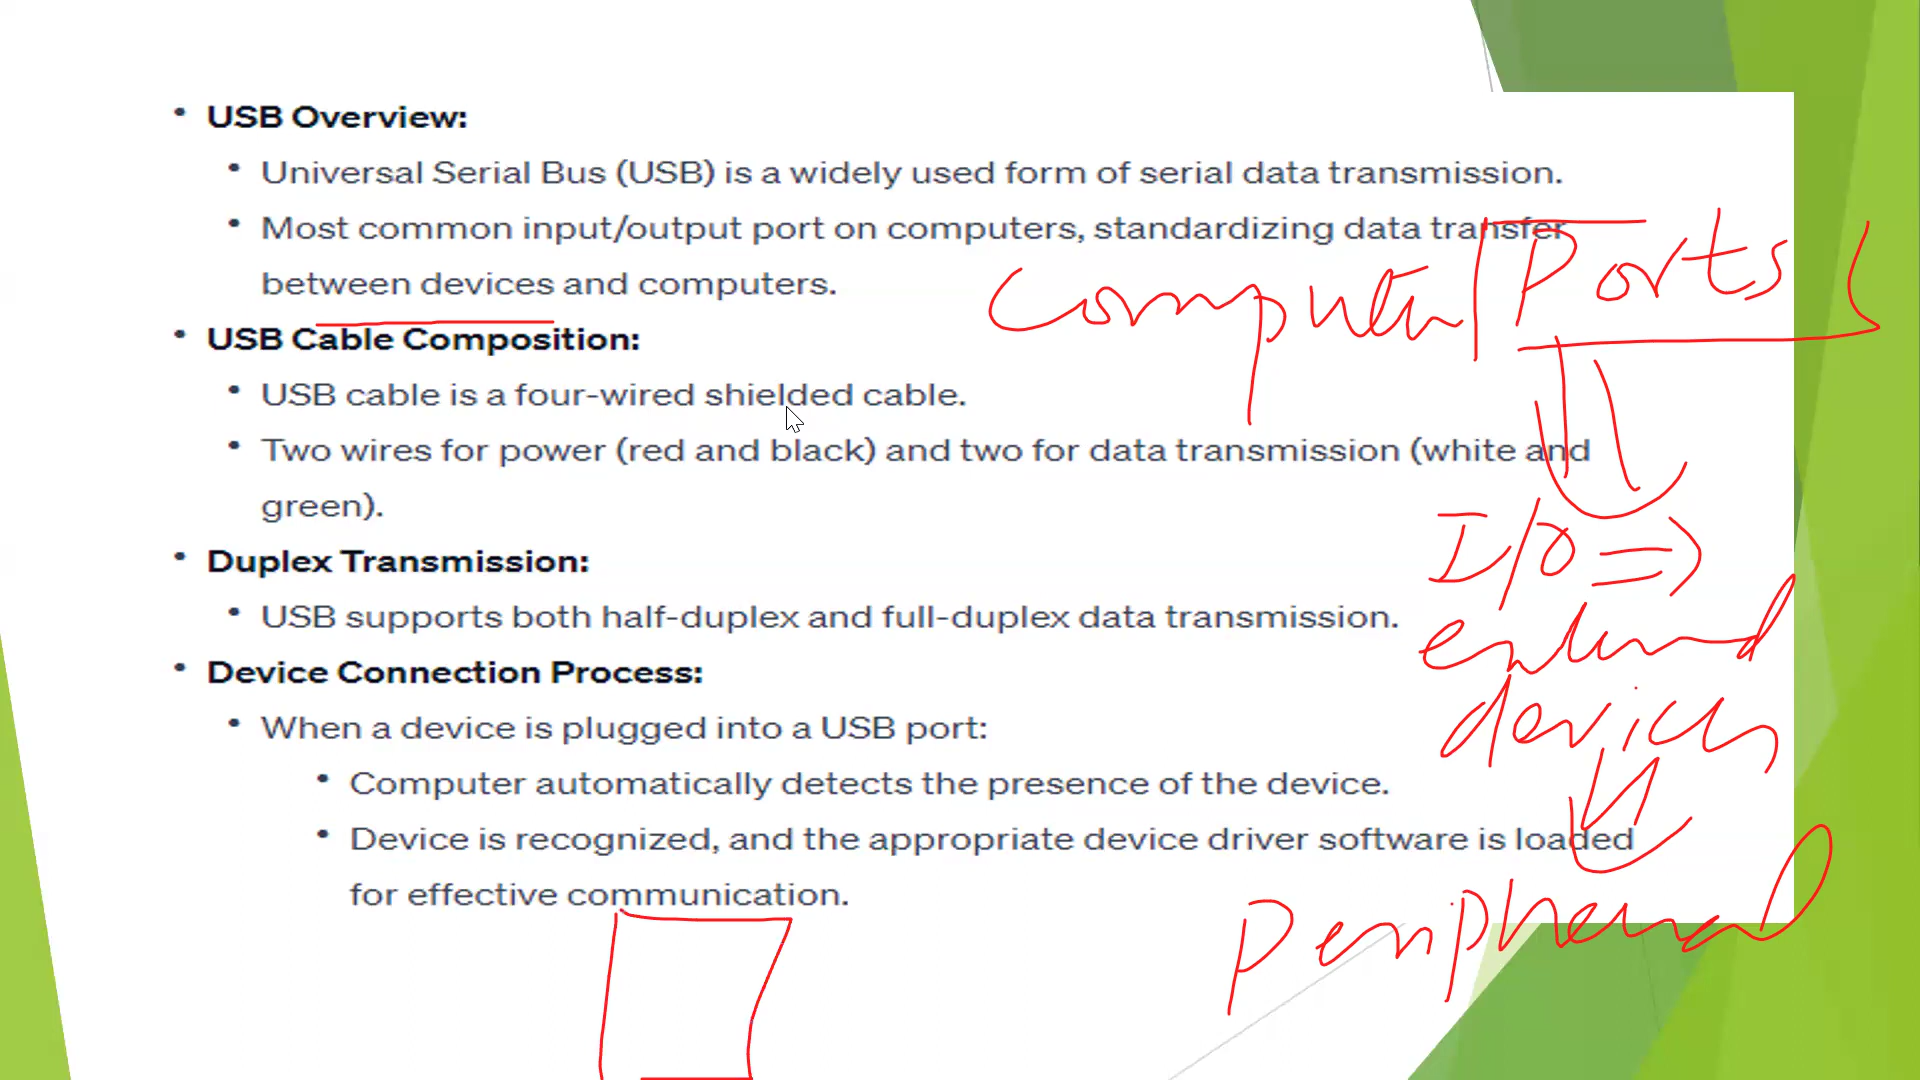 • USB Overview:
• Universal Serial Bus (USB) is a widely used form of serial data transmission.
• Most common input/output port on computers, standardizing data transfer
between devices and computers.
• USB Cable Composition:
• USB cable is a four-wired shielded cable.
• Two wires for power (red and black) and two for data transmission (white and
green).
• Duplex Transmission:
• USB supports both half-duplex and full-duplex data transmission.
• Device Connection Process:
• When a device is plugged into a USB port:
• Computer automatically detects the presence of the device.
• Device is recognized, and the appropriate device driver software is loaded
for effective communication.
Computer Ports
I/O ⇒
devices
Peripheral